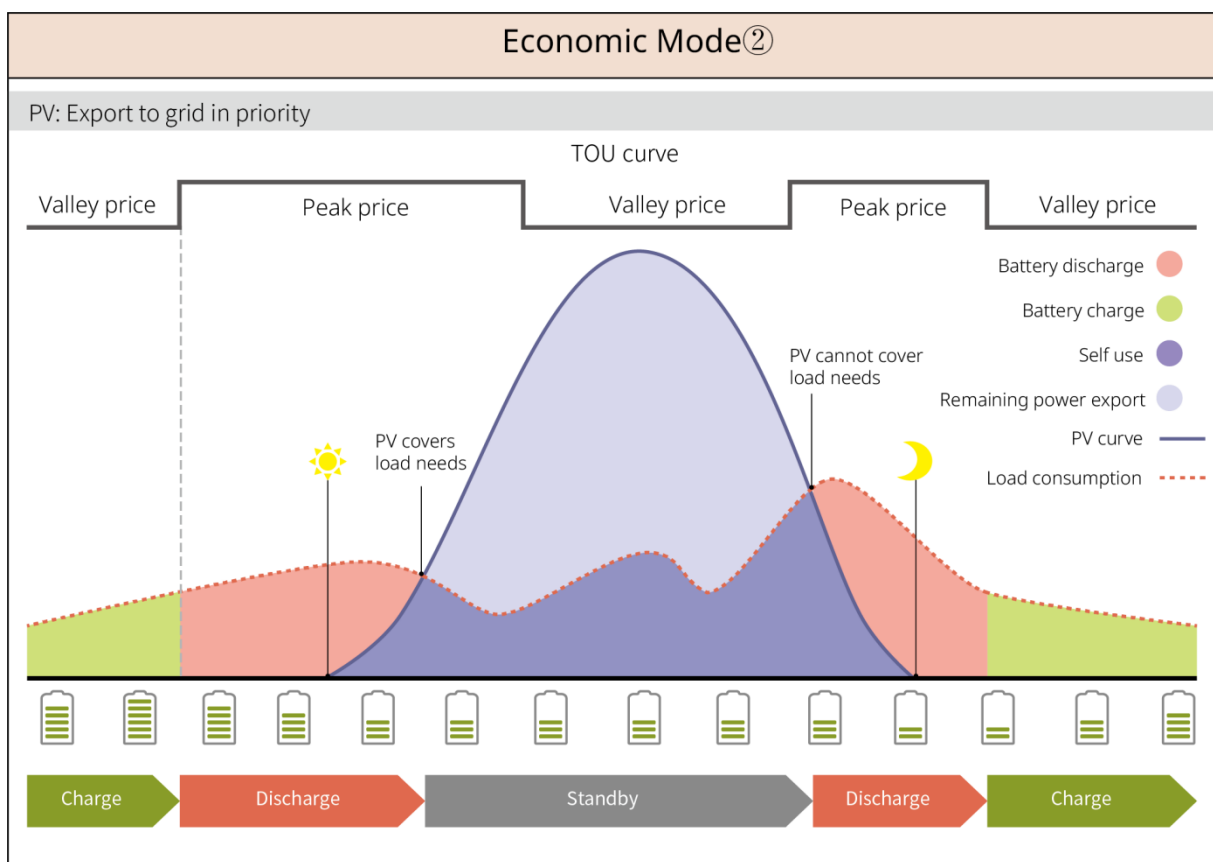 Economic Mode②
PV: Export to grid in priority
TOU curve
Valley price
Peak price
Valley price
Peak price
Valley price
Battery discharge
Battery charge
Self use
Remaining power export
PV curve
Load consumption
PV cannot cover
load needs
PV covers
load needs
Charge
Discharge
Standby
Discharge
Charge